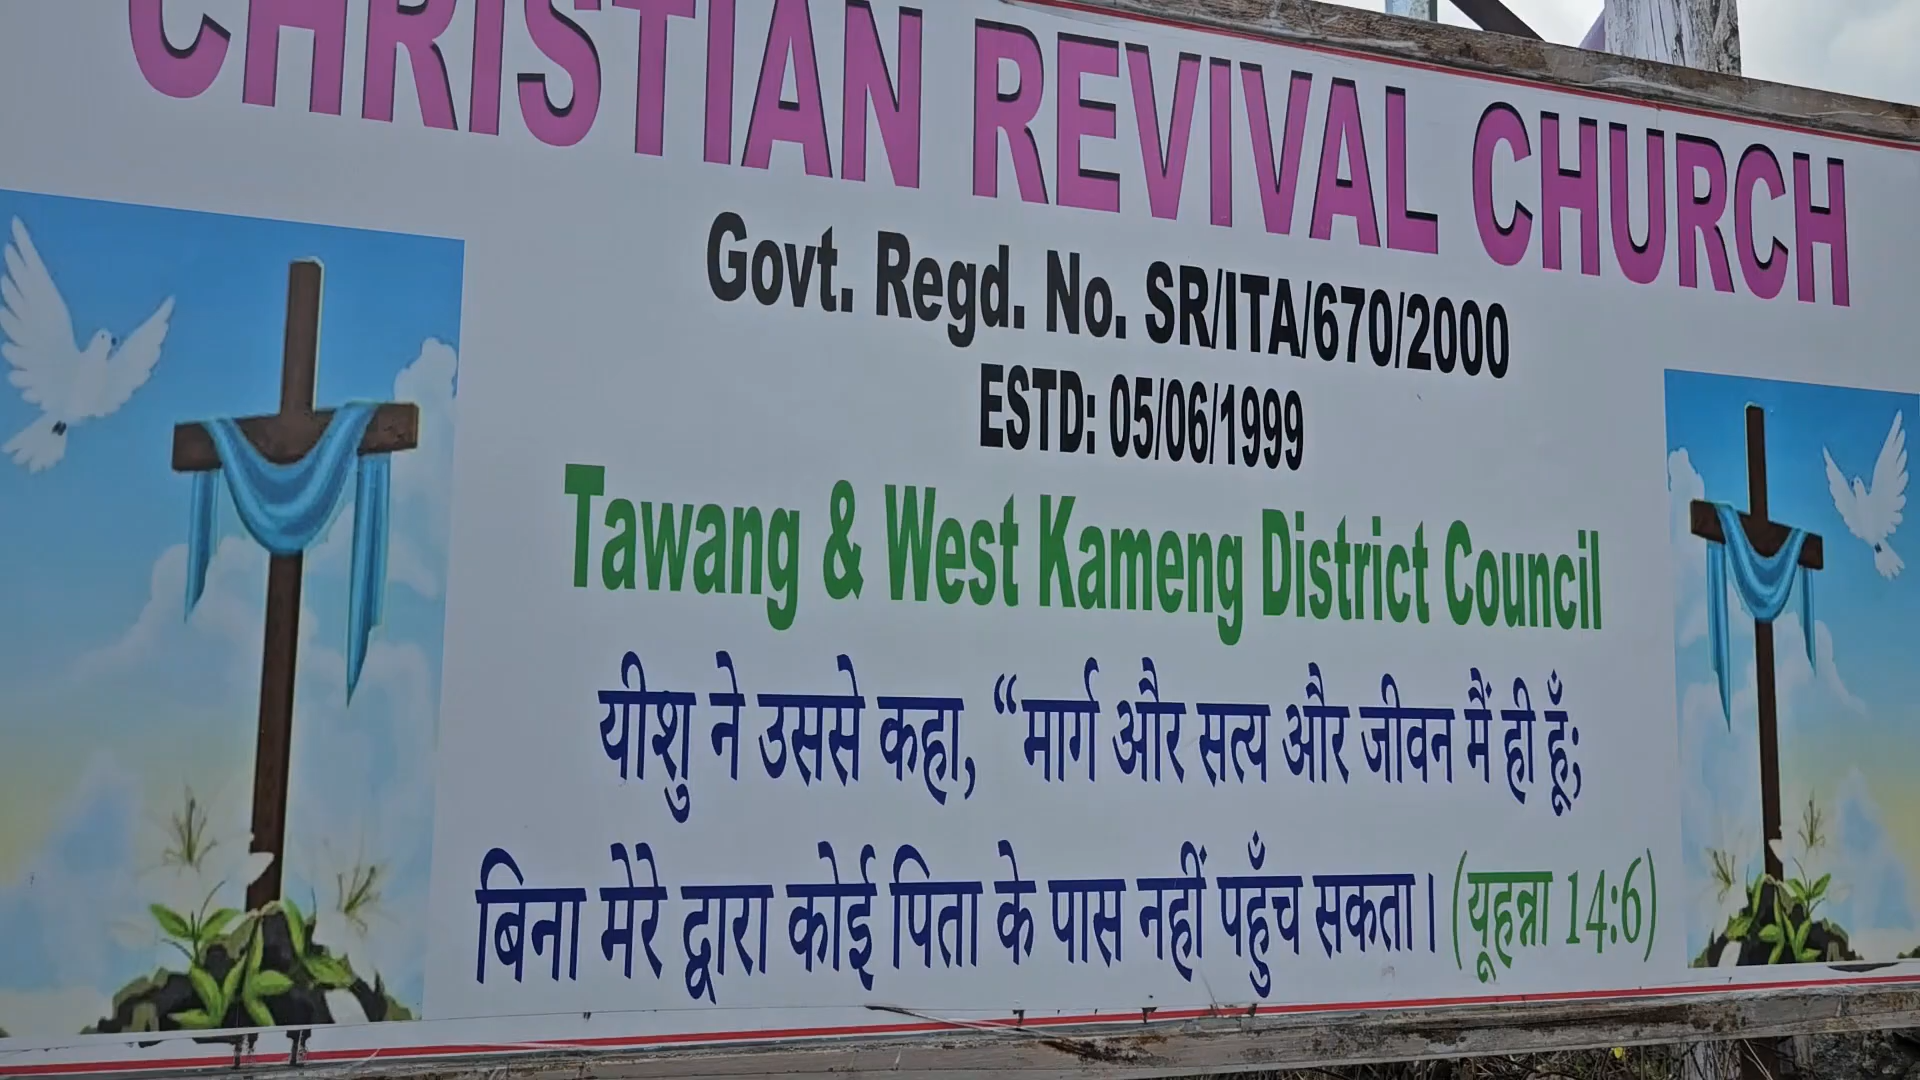 CHRISTIAN REVIVAL CHURCH
Govt. Regd. No. SR/ITA/670/2000
ESTD: 05/06/1999
Tawang & West Kameng District Council
यीशु ने उससे कहा, “मार्ग और सत्य और जीवन मैं ही हूँ;
बिना मेरे द्वारा कोई पिता के पास नहीं पहुँच सकता। (यूहन्ना 14:6)